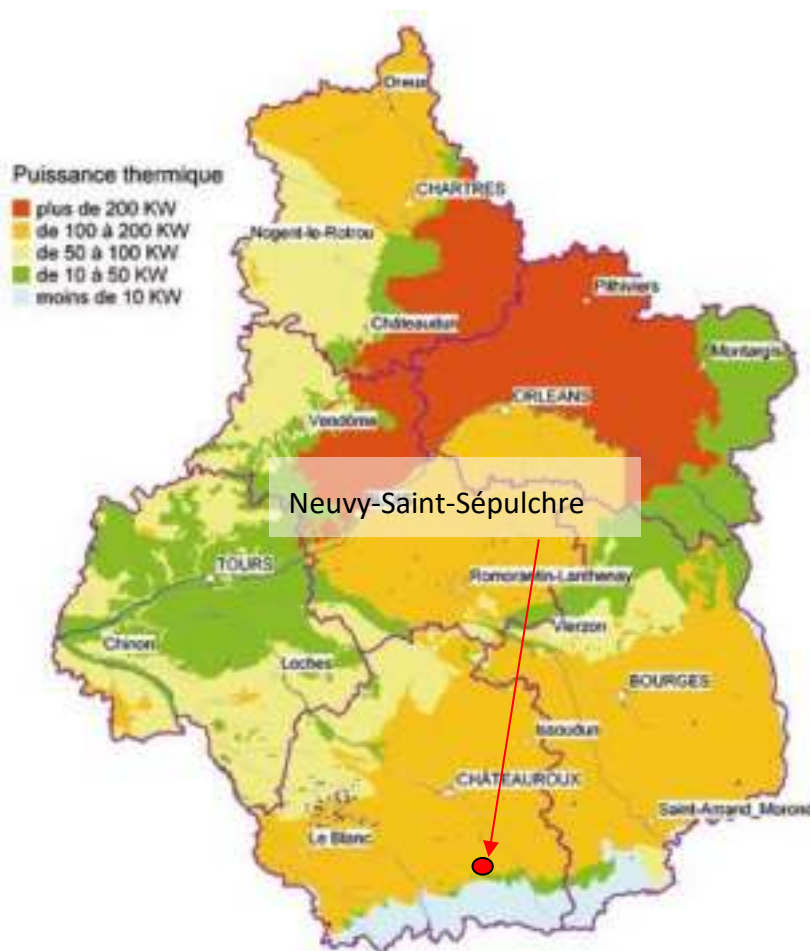 Dreux
CHARTRES
Puissance thermique
plus de 200 KW
de 100 à 200 KW
de 50 à 100 KW
de 10 à 50 KW
moins de 10 KW
Nogent-le-Rotrou
Pithiviers
Châteaudun
Montargis
ORLEANS
Vendôme
Neuvy-Saint-Sépulchre
TOURS
Romorantin-Lanthenay
Vierzon
Chinon
Loches
BOURGES
Issoudun
CHÂTEAUROUX
Saint-Amand_Morond
Le Blanc